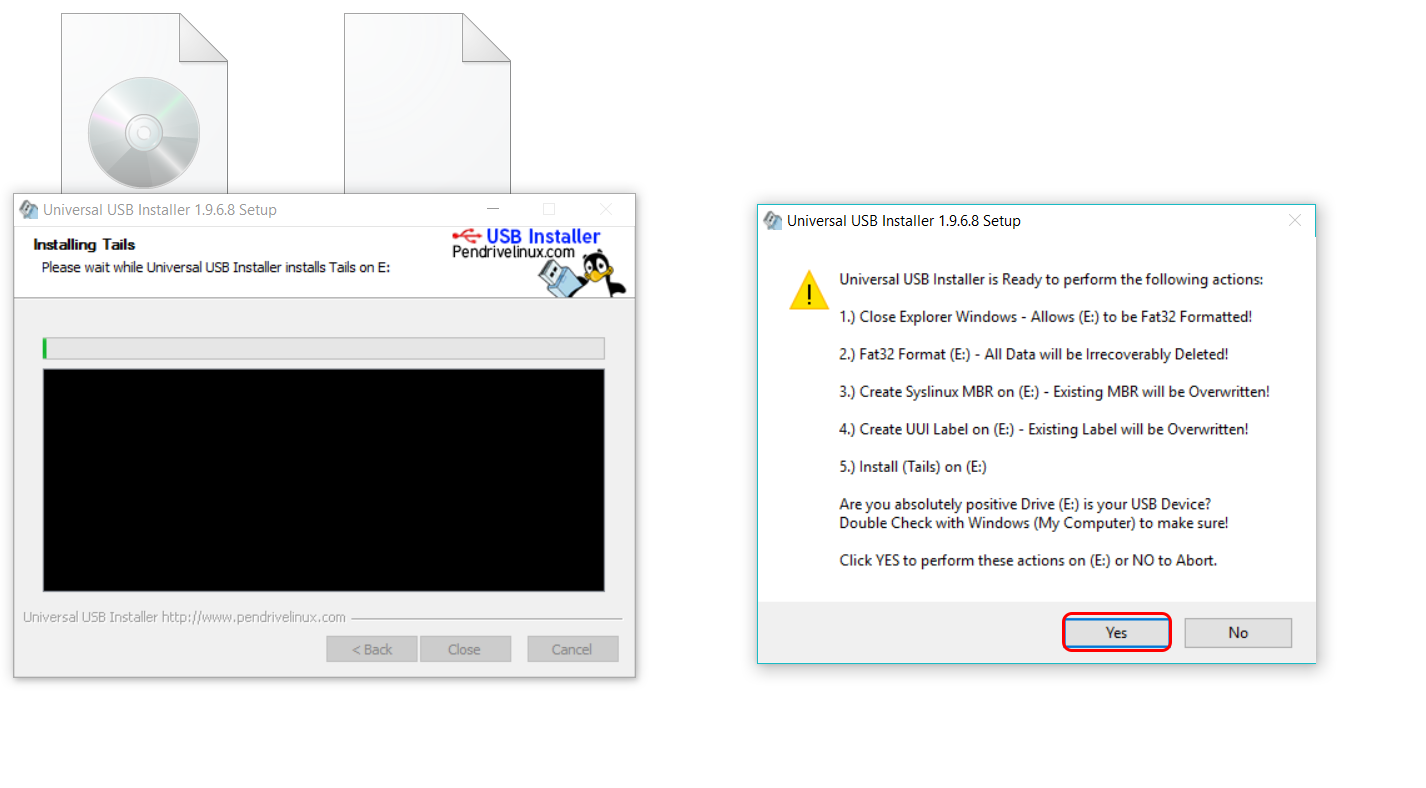 Universal USB Installer 1.9.6.8 Setup
Installing Tails
Please wait while Universal USB Installer installs Tails on E:
USB Installer
Pendrivelinux.com
Universal USB Installer http://www.pendrivelinux.com
< Back
Close
Cancel
Universal USB Installer 1.9.6.8 Setup
Universal USB Installer is Ready to perform the following actions:
1.) Close Explorer Windows - Allows (E:) to be Fat32 Formatted!
2.) Fat32 Format (E:) - All Data will be Irrecoverably Deleted!
3.) Create Syslinux MBR on (E:) - Existing MBR will be Overwritten!
4.) Create UUI Label on (E:) - Existing Label will be Overwritten!
5.) Install (Tails) on (E:)
Are you absolutely positive Drive (E:) is your USB Device?
Double Check with Windows (My Computer) to make sure!
Click YES to perform these actions on (E:) or NO to Abort.
Yes
No